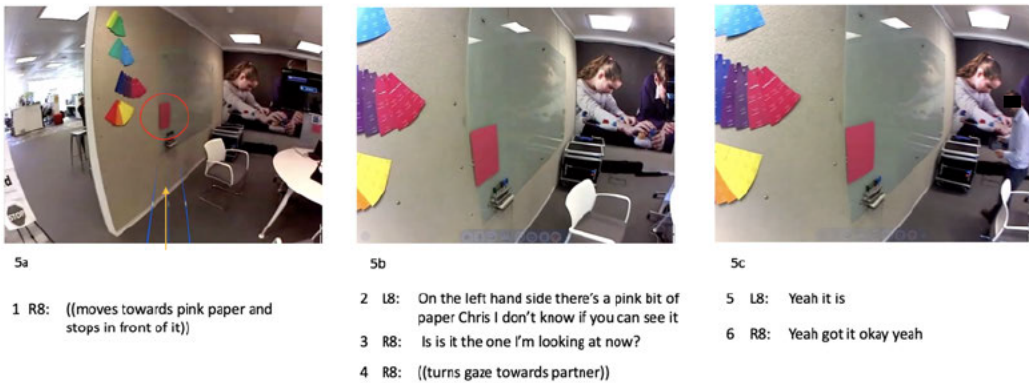 STOP
5a
1 R8: ((moves towards pink paper and
stops in front of it))
5b
2 L8: On the left hand side there's a pink bit of
paper Chris I don't know if you can see it
3 R8: Is is it the one I'm looking at now?
4 R8: ((turns gaze towards partner))
5c
5 L8: Yeah it is
6 R8: Yeah got it okay yeah